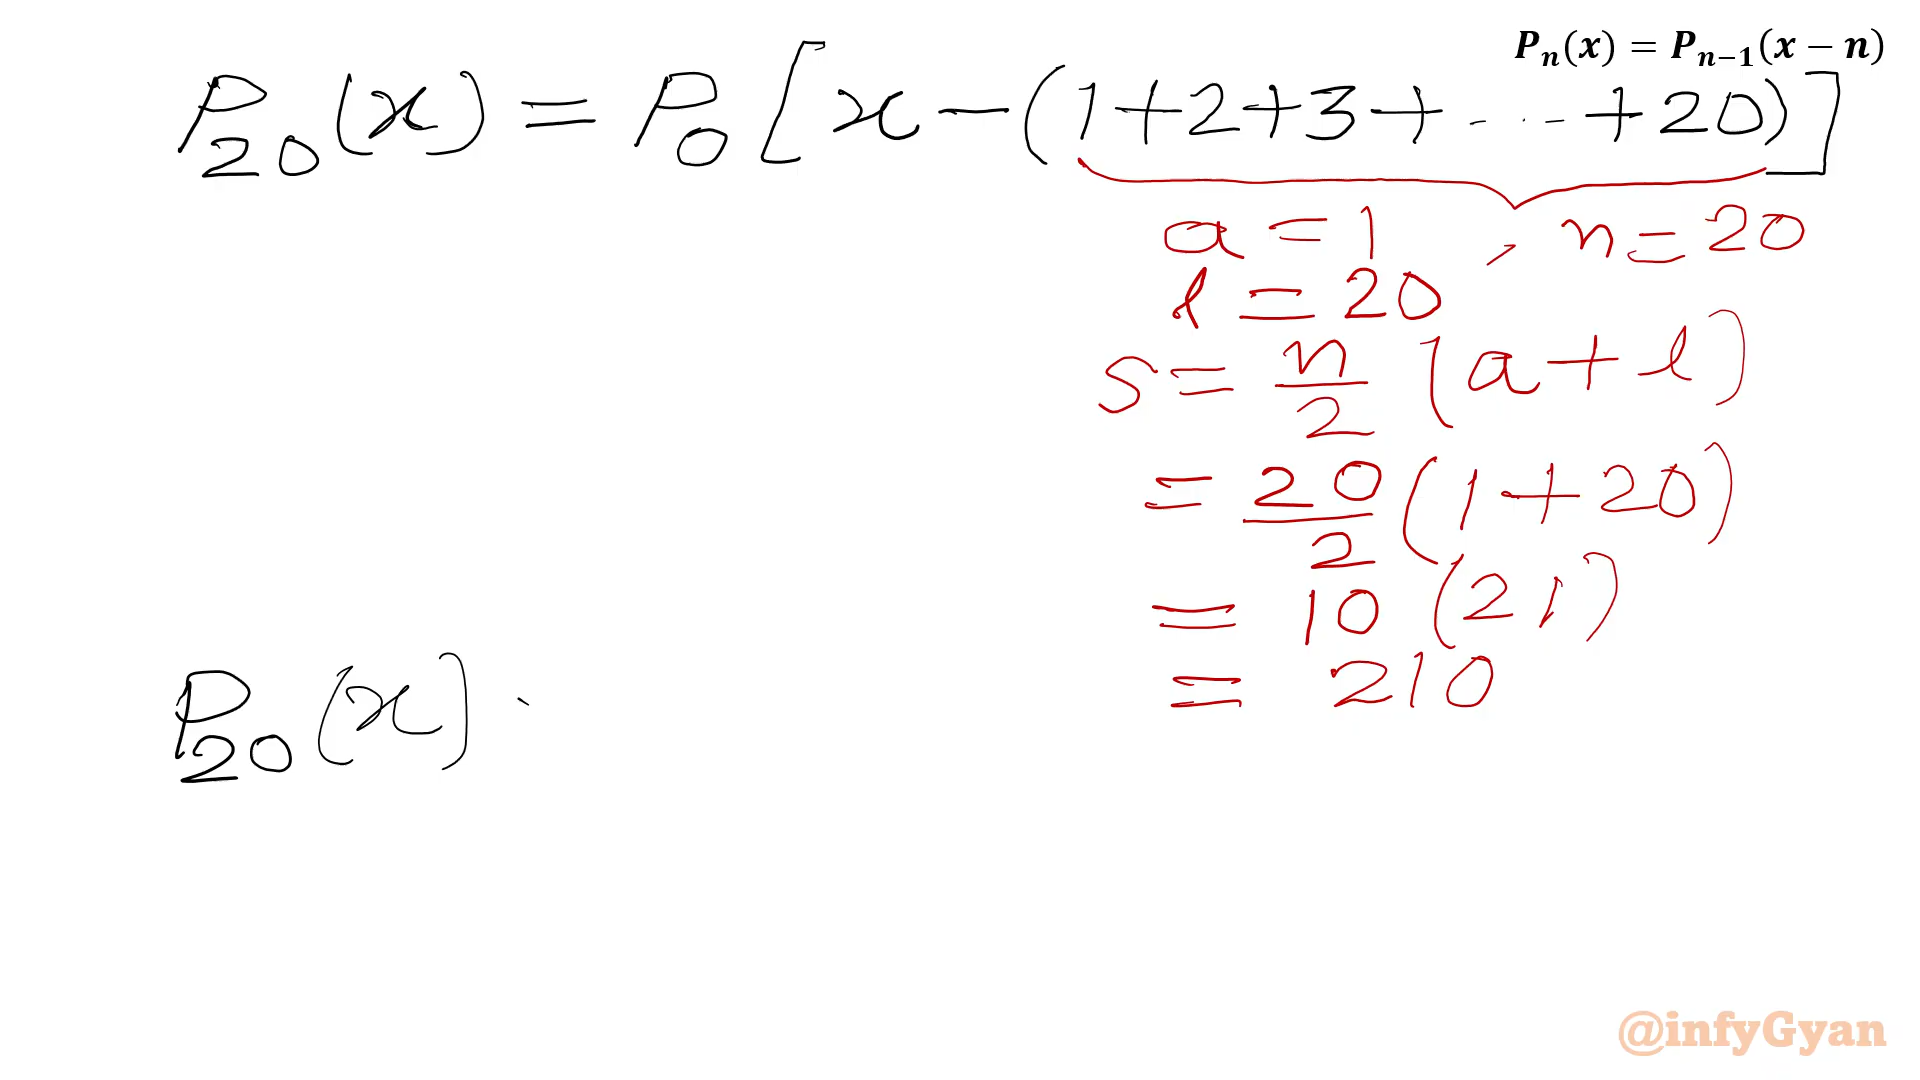 Pₙ(x) = Pₙ₋₁(x − n)
P₂₀(x) = P₀[x − (1+2+3+ ... +20)]
a = 1 , n = 20
l = 20
S = n/2 (a + l)
= 20/2 (1 + 20)
= 10 (21)
= 210
P₂₀(x)
@infyGyan